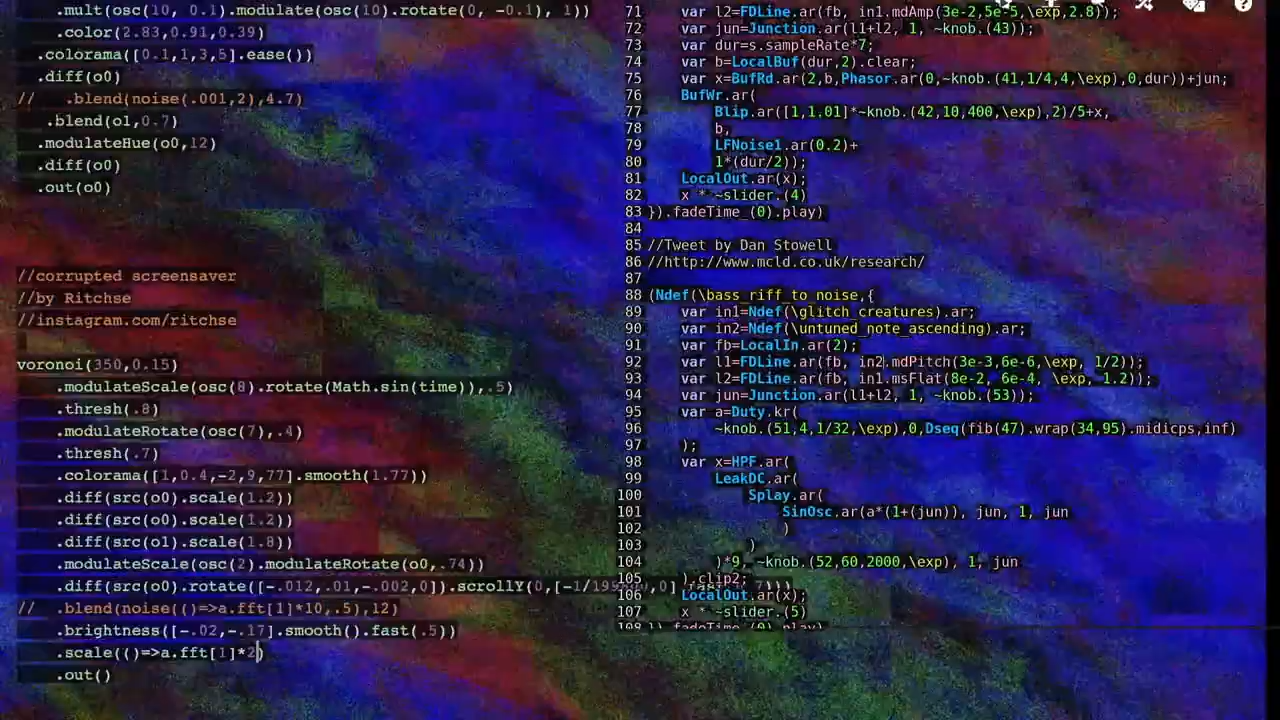 .mult(osc(10, 0.1).modulate(osc(10).rotate(0, -0.1), 1))
.color(2.83,0.91,0.39)
.colorama([0.1,1,3,5].ease())
.diff(o0)
// .blend(noise(.001,2),4.7)
.blend(o1,0.7)
.modulateHue(o0,12)
.diff(o0)
.out(o0)
//corrupted screensaver
//by Ritchse
//instagram.com/ritchse
voronoi(350,0.15)
.modulateScale(osc(8).rotate(Math.sin(time)),.5)
.thresh(.8)
.modulateRotate(osc(7),.4)
.thresh(.7)
.colorama([1,0.4,-2,9,77].smooth(1.77))
.diff(src(o0).scale(1.2))
.diff(src(o0).scale(1.2))
.diff(src(o1).scale(1.8))
.modulateScale(osc(2).modulateRotate(o0,.74))
.diff(src(o0).rotate([-.012,.01,-.002,0]).scrollY(0,[-1/199
// .blend(noise(()=>a.fft[1]*10,.5),12)
.brightness([-.02,-.17].smooth().fast(.5))
.scale(()=>a.fft[1]*2)
.out()
71 var l2=FDLine.ar(fb, in1.mdAmp(3e-2,5e-5,\exp,2.8));
72 var jun=Junction.ar(l1+l2, 1, ~knob.(43));
73 var dur=s.sampleRate*7;
74 var b=LocalBuf(dur,2).clear;
75 var x=BufRd.ar(2,b,Phasor.ar(0,~knob.(41,1/4,4,\exp),0,dur))+jun;
76 BufWr.ar(
77 Blip.ar([1,1.01]*~knob.(42,10,400,\exp),2)/5+x,
78 b,
79 LFNoise1.ar(0.2)+
80 1*(dur/2));
81 LocalOut.ar(x);
82 x * ~slider.(4)
83 }).fadeTime_(0).play)
84
85 //Tweet by Dan Stowell
86 //http://www.mcld.co.uk/research/
87
88 (Ndef(\bass_riff_to_noise,{
89 var in1=Ndef(\glitch_creatures).ar;
90 var in2=Ndef(\untuned_note_ascending).ar;
91 var fb=LocalIn.ar(2);
92 var l1=FDLine.ar(fb, in2.mdPitch(3e-3,6e-6,\exp, 1/2));
93 var l2=FDLine.ar(fb, in1.msFlat(8e-2, 6e-4, \exp, 1.2));
94 var jun=Junction.ar(l1+l2, 1, ~knob.(53));
95 var a=Duty.kr(
96 ~knob.(51,4,1/32,\exp),0,Dseq(fib(47).wrap(34,95).midicps,inf)
97 );
98 var x=HPF.ar(
99 LeakDC.ar(
100 Splay.ar(
101 SinOsc.ar(a*(1+(jun)), jun, 1, jun
102 )
103 )
104 )*9, ~knob.(52,60,2000,\exp), 1, jun
105 ).clip2;
106 LocalOut.ar(x);
107 x * ~slider.(5)
108 }).fadeTime_(0).play)